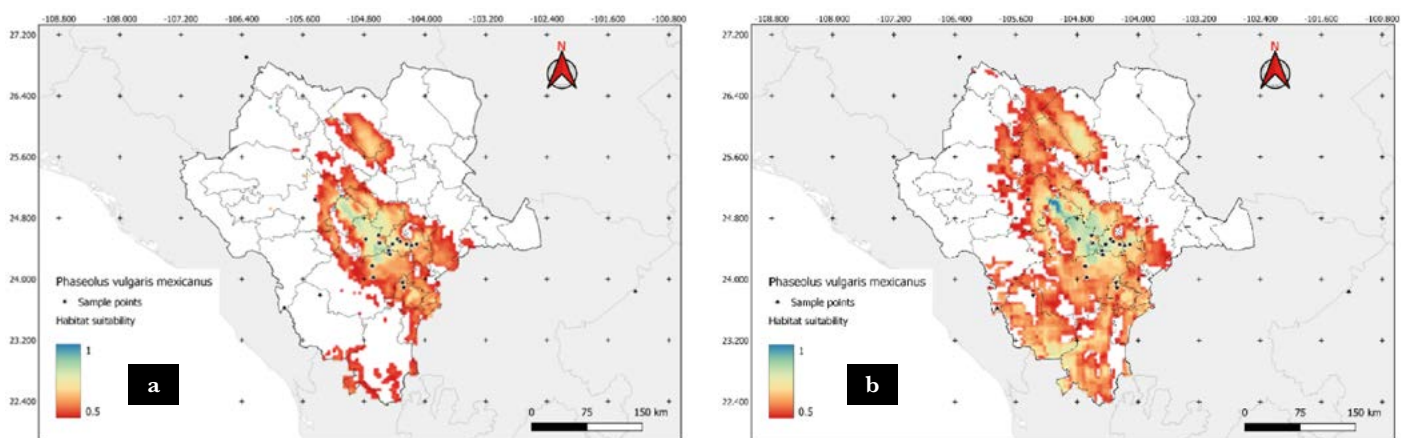 -108.800 -108.000 -107.200 -106.400 -105.600 -104.800 -104.000 -103.200 -102.400 -101.600 -100.800
27.200
26.400
25.600
24.800
24.000
23.200
22.400
N
Phaseolus vulgaris mexicanus
Sample points
Habitat suitability
1
0.5
a
0 75 150 km
-108.800 -108.000 -107.200 -106.400 -105.600 -104.800 -104.000 -103.200 -102.400 -101.600 -100.800
27.200
26.400
25.600
24.800
24.000
23.200
22.400
N
Phaseolus vulgaris mexicanus
Sample points
Habitat suitability
1
0.5
b
0 75 150 km